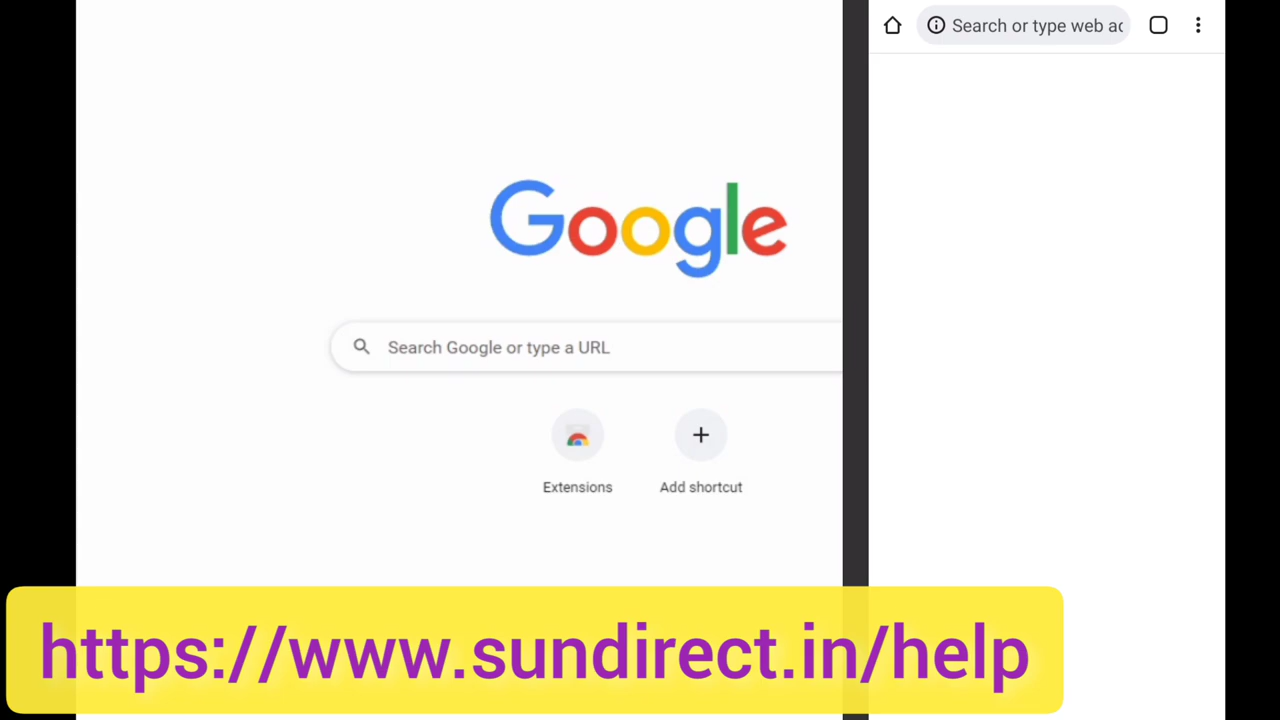 Search or type web ac
Google
Search Google or type a URL
Extensions
Add shortcut
https://www.sundirect.in/help